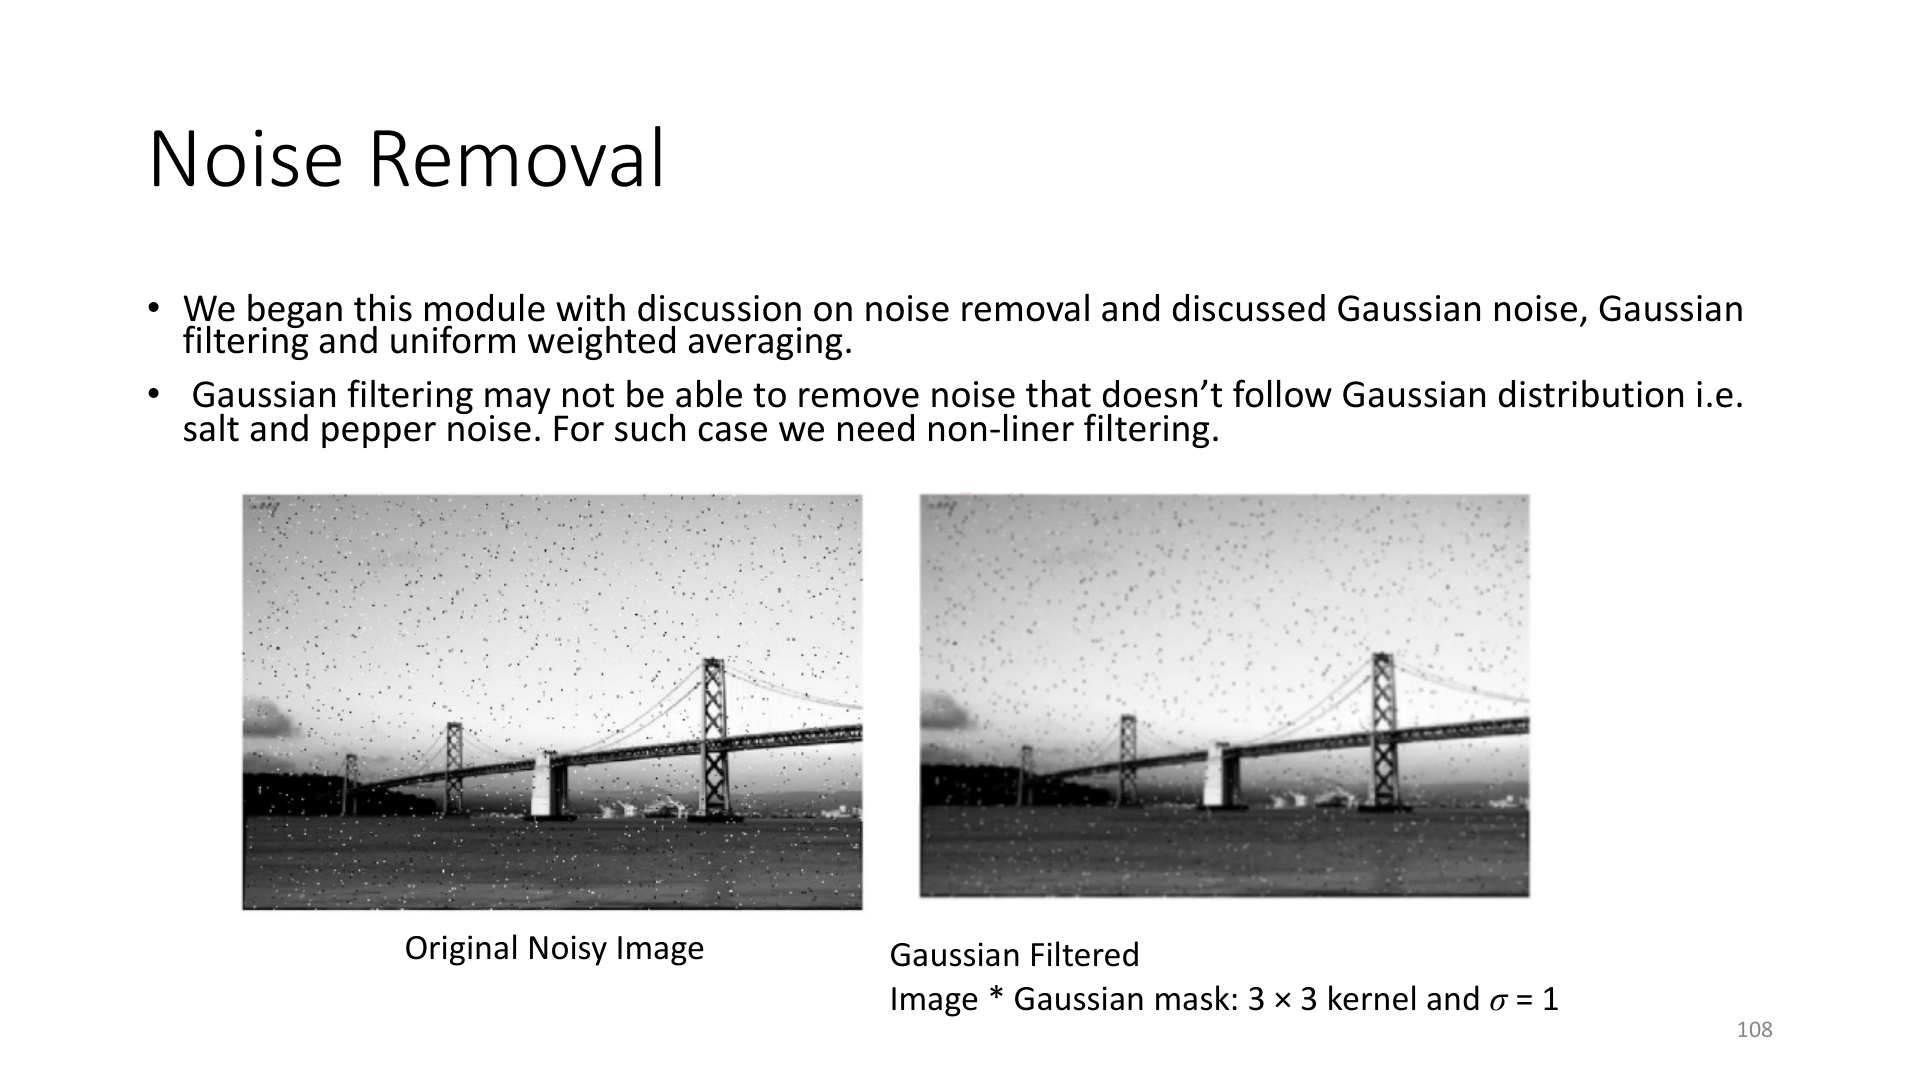 Noise Removal
• We began this module with discussion on noise removal and discussed Gaussian noise, Gaussian
filtering and uniform weighted averaging.
• Gaussian filtering may not be able to remove noise that doesn’t follow Gaussian distribution i.e.
salt and pepper noise. For such case we need non-liner filtering.
Original Noisy Image
Gaussian Filtered
Image * Gaussian mask: 3 × 3 kernel and 𝜎 = 1
108